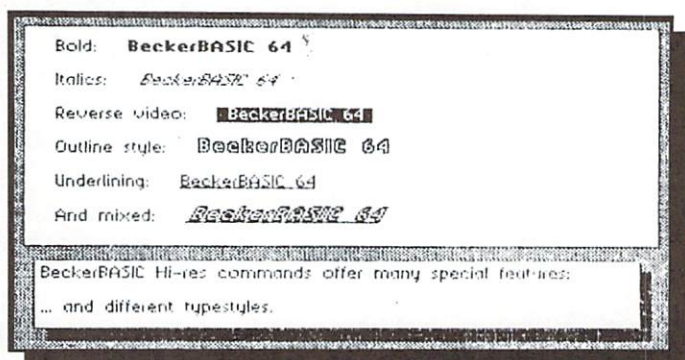 Bold: BeckerBASIC 64
Italics: BeckerBASIC 64
Reverse video: BeckerBASIC 64
Outline style: BeckerBASIC 64
Underlining: BeckerBASIC 64
And mixed: BeckerBASIC 64
BeckerBASIC Hi-res commands offer many special features:
... and different typestyles.